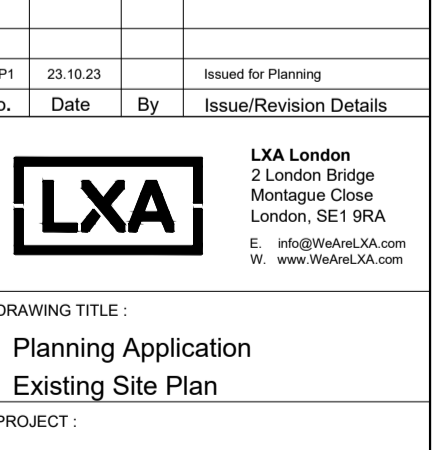 P1 23.10.23 Issued for Planning
o. Date By Issue/Revision Details
LXA
LXA London
2 London Bridge
Montague Close
London, SE1 9RA
E. info@WeAreLXA.com
W. www.WeAreLXA.com
DRAWING TITLE :
Planning Application
Existing Site Plan
PROJECT :